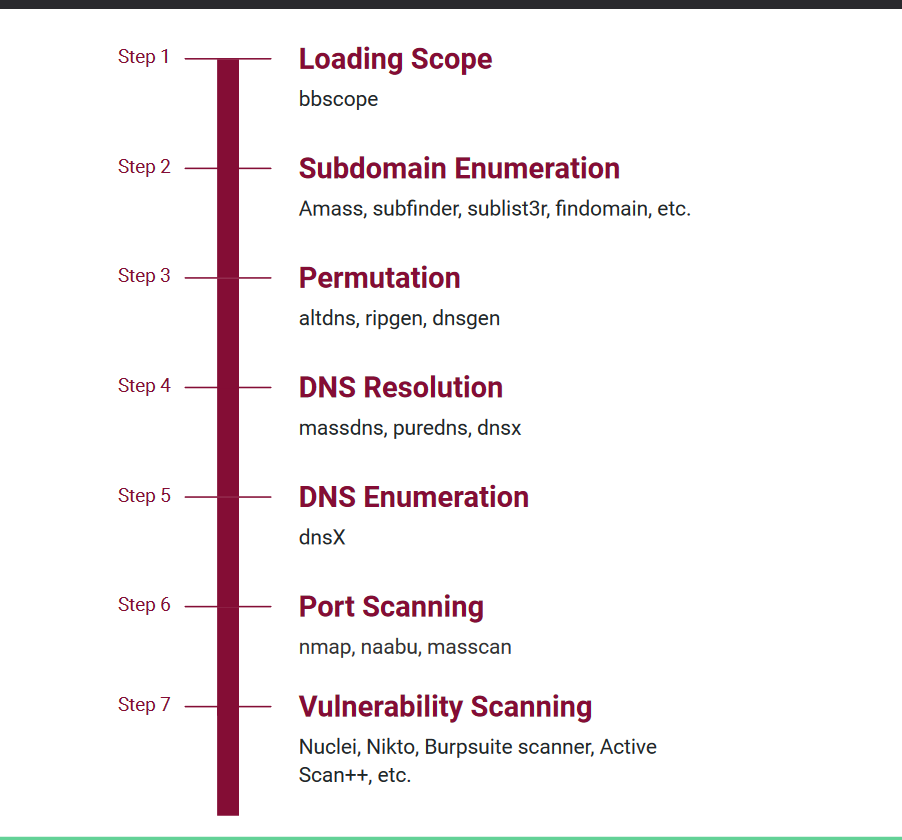 Step 1
Loading Scope
bbscope
Step 2
Subdomain Enumeration
Amass, subfinder, sublist3r, findomain, etc.
Step 3
Permutation
altdns, ripgen, dnsgen
Step 4
DNS Resolution
massdns, puredns, dnsx
Step 5
DNS Enumeration
dnsX
Step 6
Port Scanning
nmap, naabu, masscan
Step 7
Vulnerability Scanning
Nuclei, Nikto, Burpsuite scanner, Active
Scan++, etc.